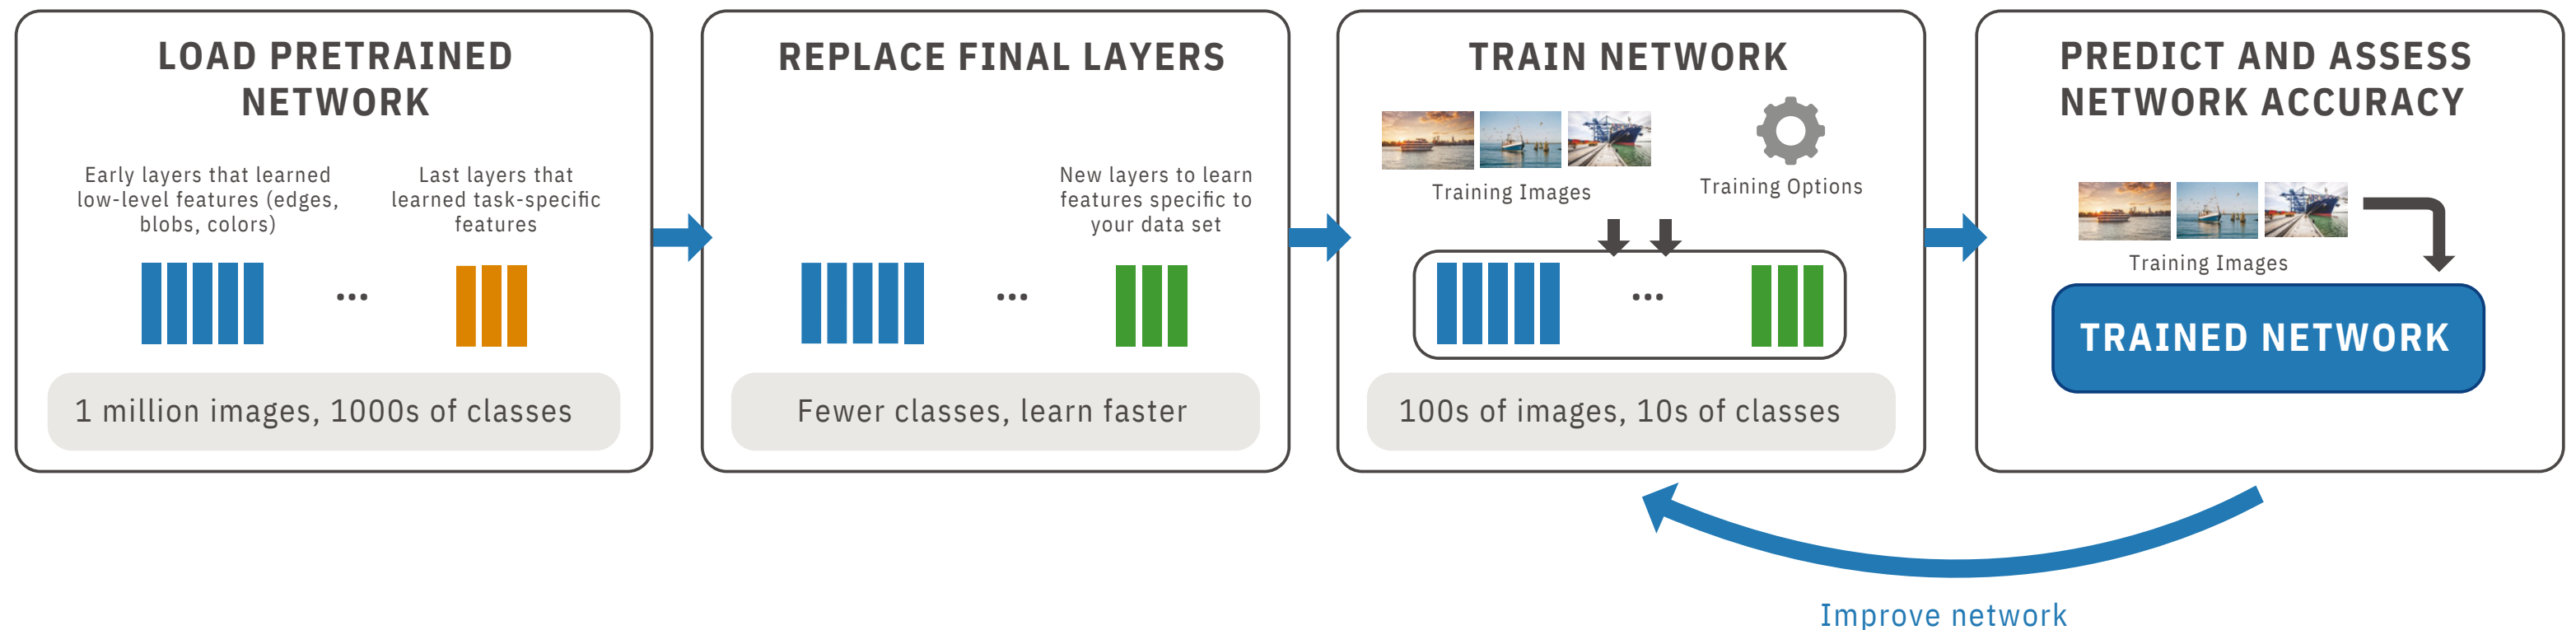 LOAD PRETRAINED
NETWORK
Early layers that learned
low-level features (edges,
blobs, colors)
Last layers that
learned task-specific
features
...
1 million images, 1000s of classes
REPLACE FINAL LAYERS
New layers to learn
features specific to
your data set
...
Fewer classes, learn faster
TRAIN NETWORK
Training Images
Training Options
...
100s of images, 10s of classes
PREDICT AND ASSESS
NETWORK ACCURACY
Training Images
TRAINED NETWORK
Improve network